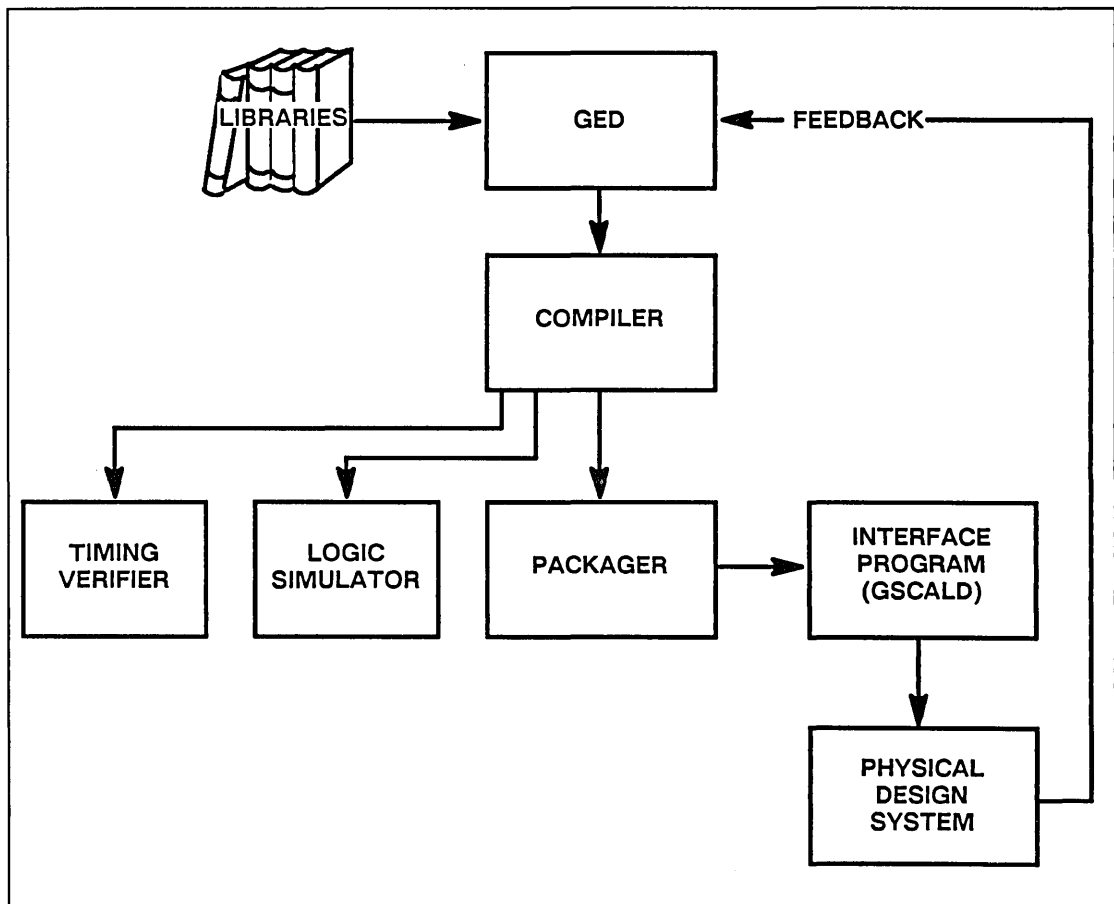 LIBRARIES
GED
FEEDBACK
COMPILER
TIMING
VERIFIER
LOGIC
SIMULATOR
PACKAGER
INTERFACE
PROGRAM
(GSCALD)
PHYSICAL
DESIGN
SYSTEM